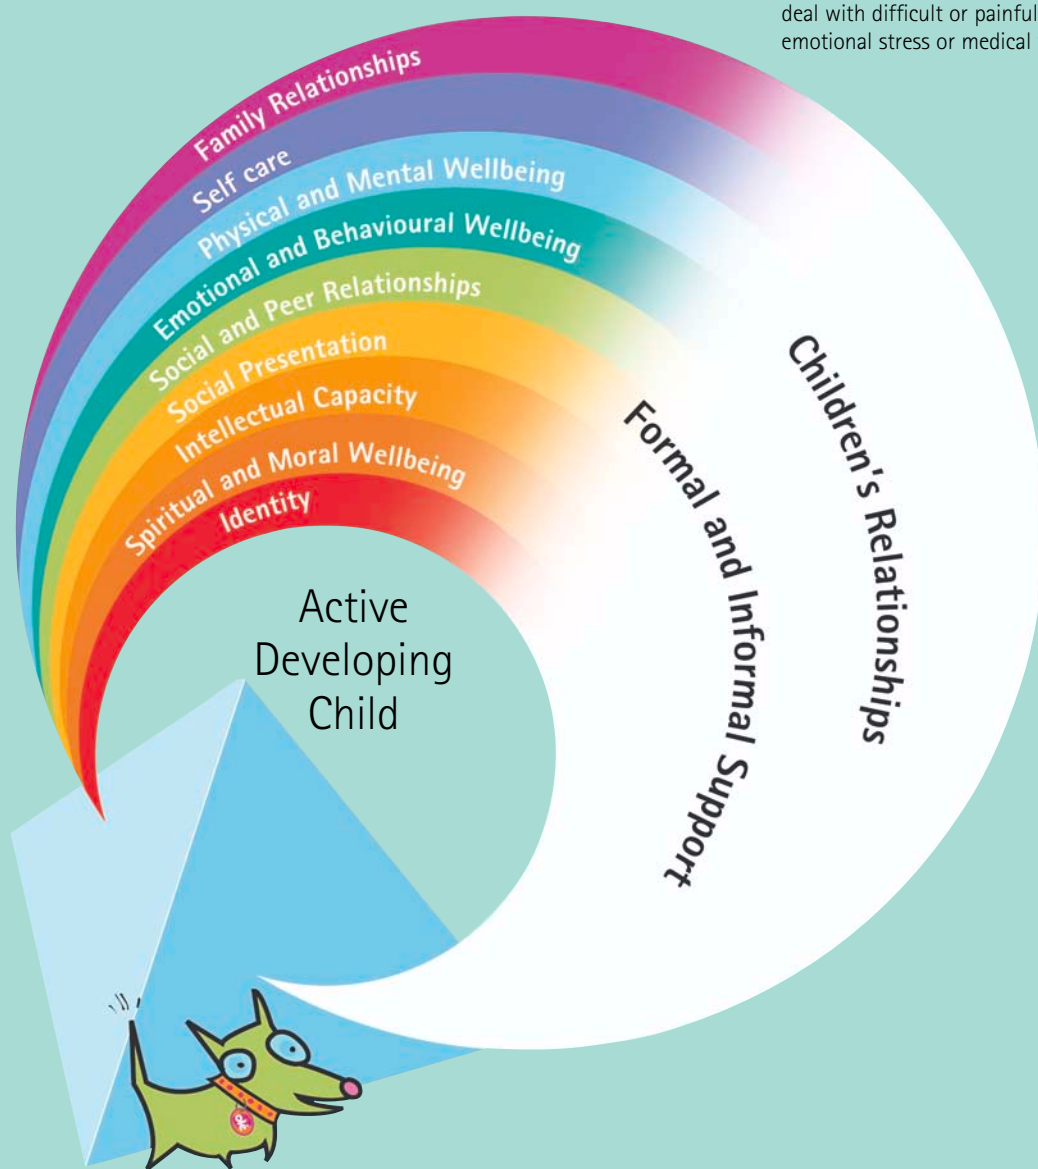 deal with difficult or painful
emotional stress or medical
Family Relationships
Self care
Physical and Mental Wellbeing
Emotional and Behavioural Wellbeing
Social and Peer Relationships
Social Presentation
Intellectual Capacity
Spiritual and Moral Wellbeing
Identity
Active
Developing
Child
Formal and Informal Support
Children's Relationships